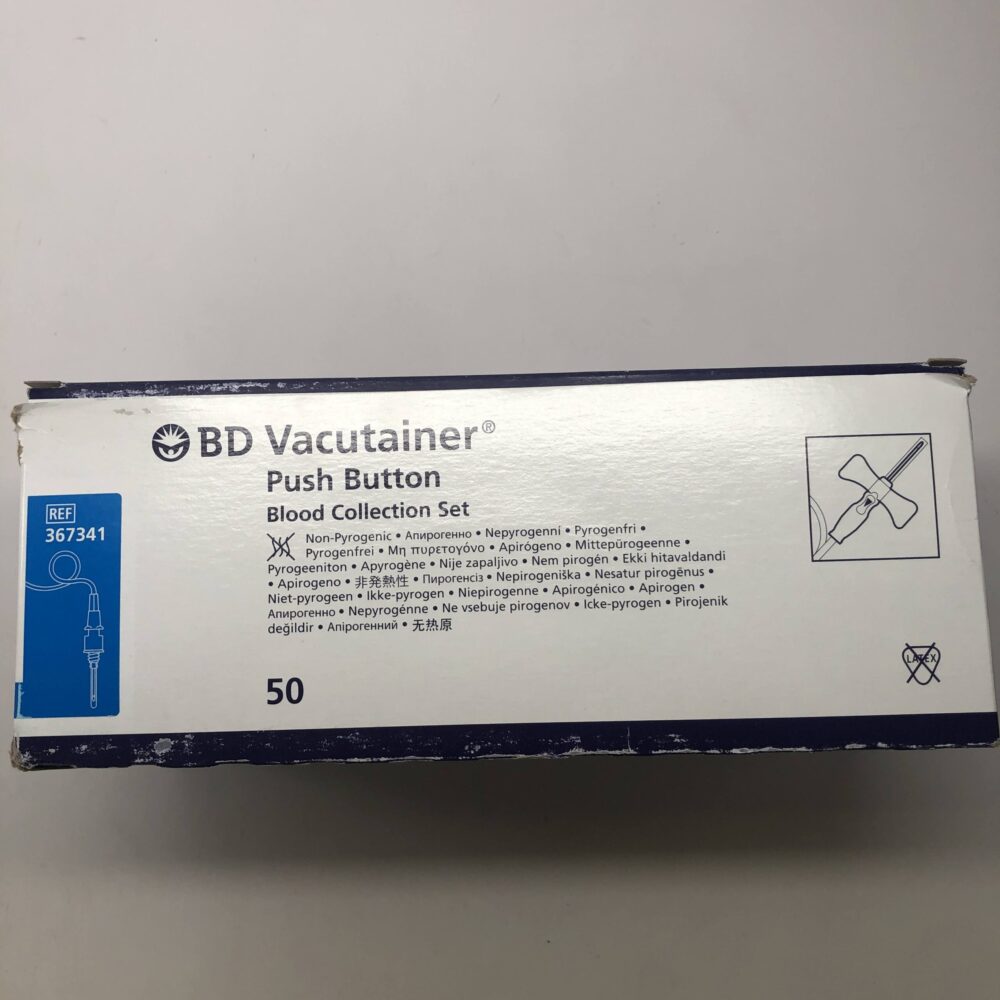 BD Vacutainer®
Push Button
Blood Collection Set
REF
367341
Non-Pyrogenic • Апирогенно • Nepyrogenní • Pyrogenfri •
Pyrogenfrei • Μη πυρετογόνο • Apirógeno • Mittepürogeenne •
Pyrogeeniton • Apyrogène • Nije zapaljivo • Nem pirogén • Ekki hitavaldandi
• Apirogeno • 非発熱性 • Пирогенсіз • Nepirogeniška • Nesatur pirogēnus •
Niet-pyrogeen • Ikke-pyrogen • Niepirogenne • Apirogénico • Apirogen •
Апирогенно • Nepyrogénne • Ne vsebuje pirogenov • Icke-pyrogen • Pirojenik
değildir • Апірогенний • 无热原
50
LATEX